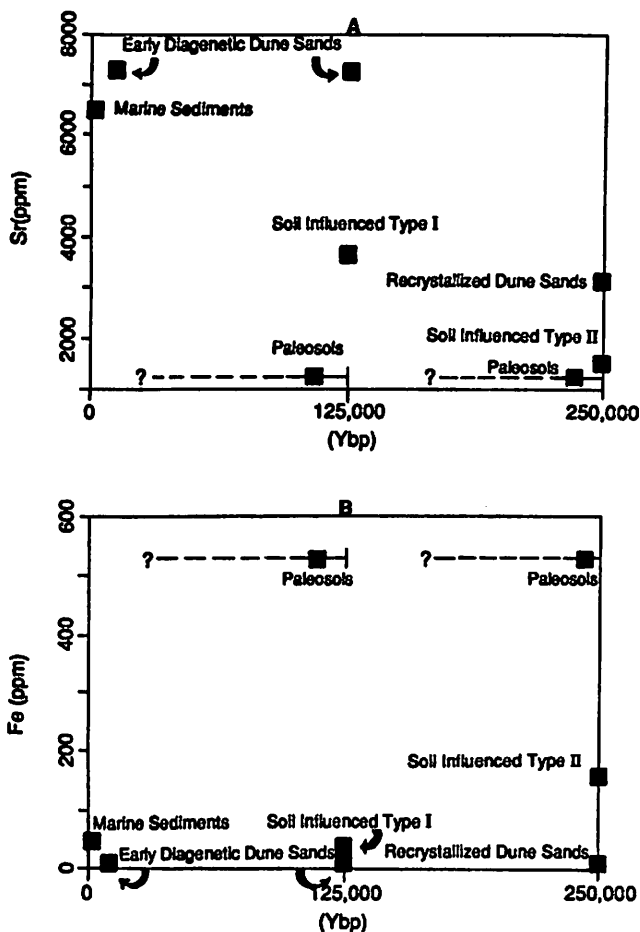 A
8000
6000
4000
2000
Sr(ppm)
Early Diagenetic Dune Sands
Marine Sediments
Soil Influenced Type I
Recrystallized Dune Sands
Soil Influenced Type II
Paleosols
Paleosols
?
?
0
125,000
250,000
(Ybp)
B
600
400
200
0
Fe (ppm)
?
?
Paleosols
Paleosols
Soil Influenced Type II
Marine Sediments
Soil Influenced Type I
Early Diagenetic Dune Sands
Recrystallized Dune Sands
0
125,000
250,000
(Ybp)